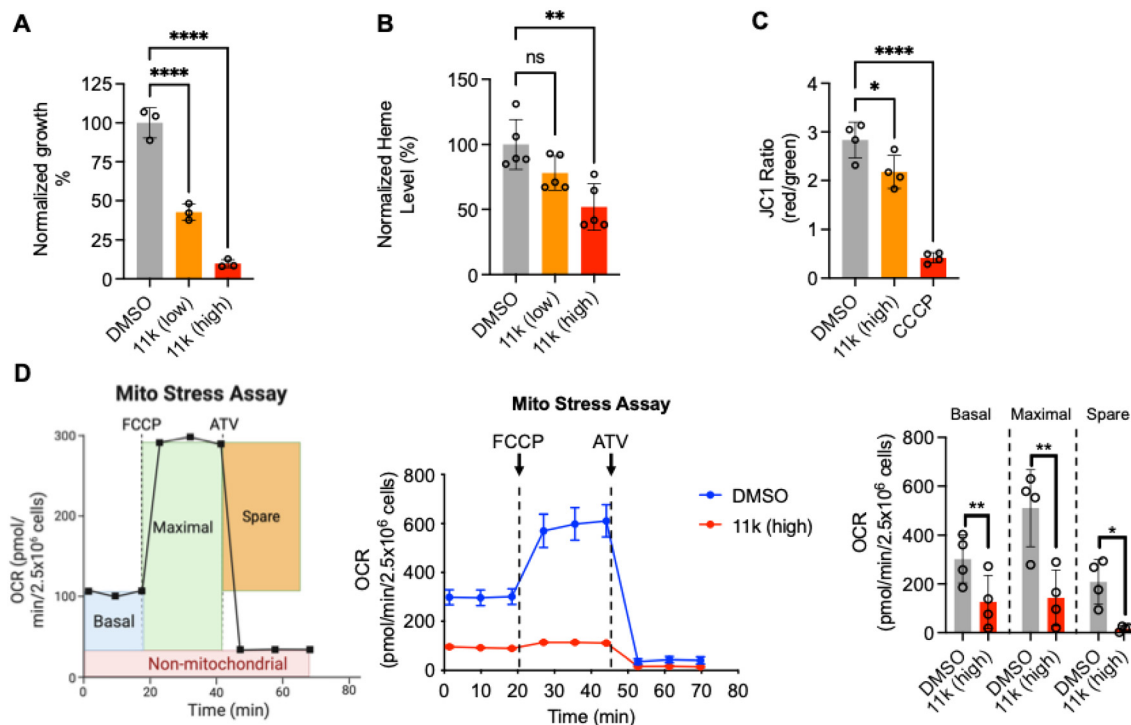 A
****
****
Normalized growth
%
125
100
75
50
25
0
DMSO
11k (low)
11k (high)
B
**
ns
Normalized Heme
Level (%)
150
100
50
0
DMSO
11k (low)
11k (high)
C
****
*
JC1 Ratio
(red/green)
4
3
2
1
0
DMSO
11k (high)
CCCP
D
Mito Stress Assay
FCCP
ATV
OCR (pmol/
min/2.5x10⁶ cells)
300
200
100
0
Maximal
Spare
Basal
Non-mitochondrial
0
20
40
60
80
Time (min)
Mito Stress Assay
FCCP
ATV
OCR
(pmol/min/2.5x10⁶ cells)
800
600
400
200
0
DMSO
11k (high)
0
10
20
30
40
50
60
70
80
Time (min)
Basal
Maximal
Spare
OCR
(pmol/min/2.5x10⁶ cells)
800
600
400
200
0
**
**
*
DMSO
11k (high)
DMSO
11k (high)
DMSO
11k (high)